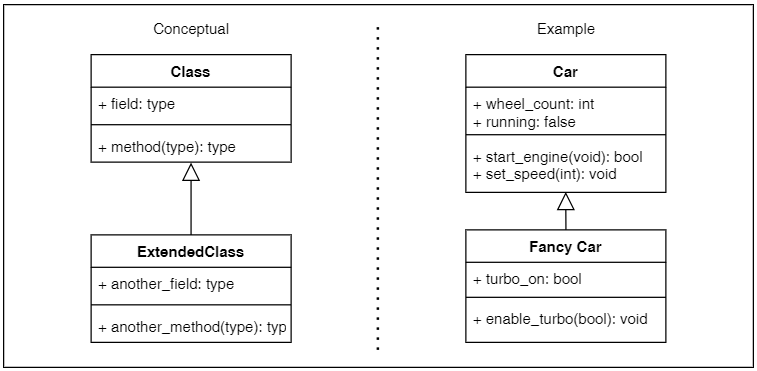 Conceptual
Class
+ field: type
+ method(type): type
ExtendedClass
+ another_field: type
+ another_method(type): typ
Example
Car
+ wheel_count: int
+ running: false
+ start_engine(void): bool
+ set_speed(int): void
Fancy Car
+ turbo_on: bool
+ enable_turbo(bool): void